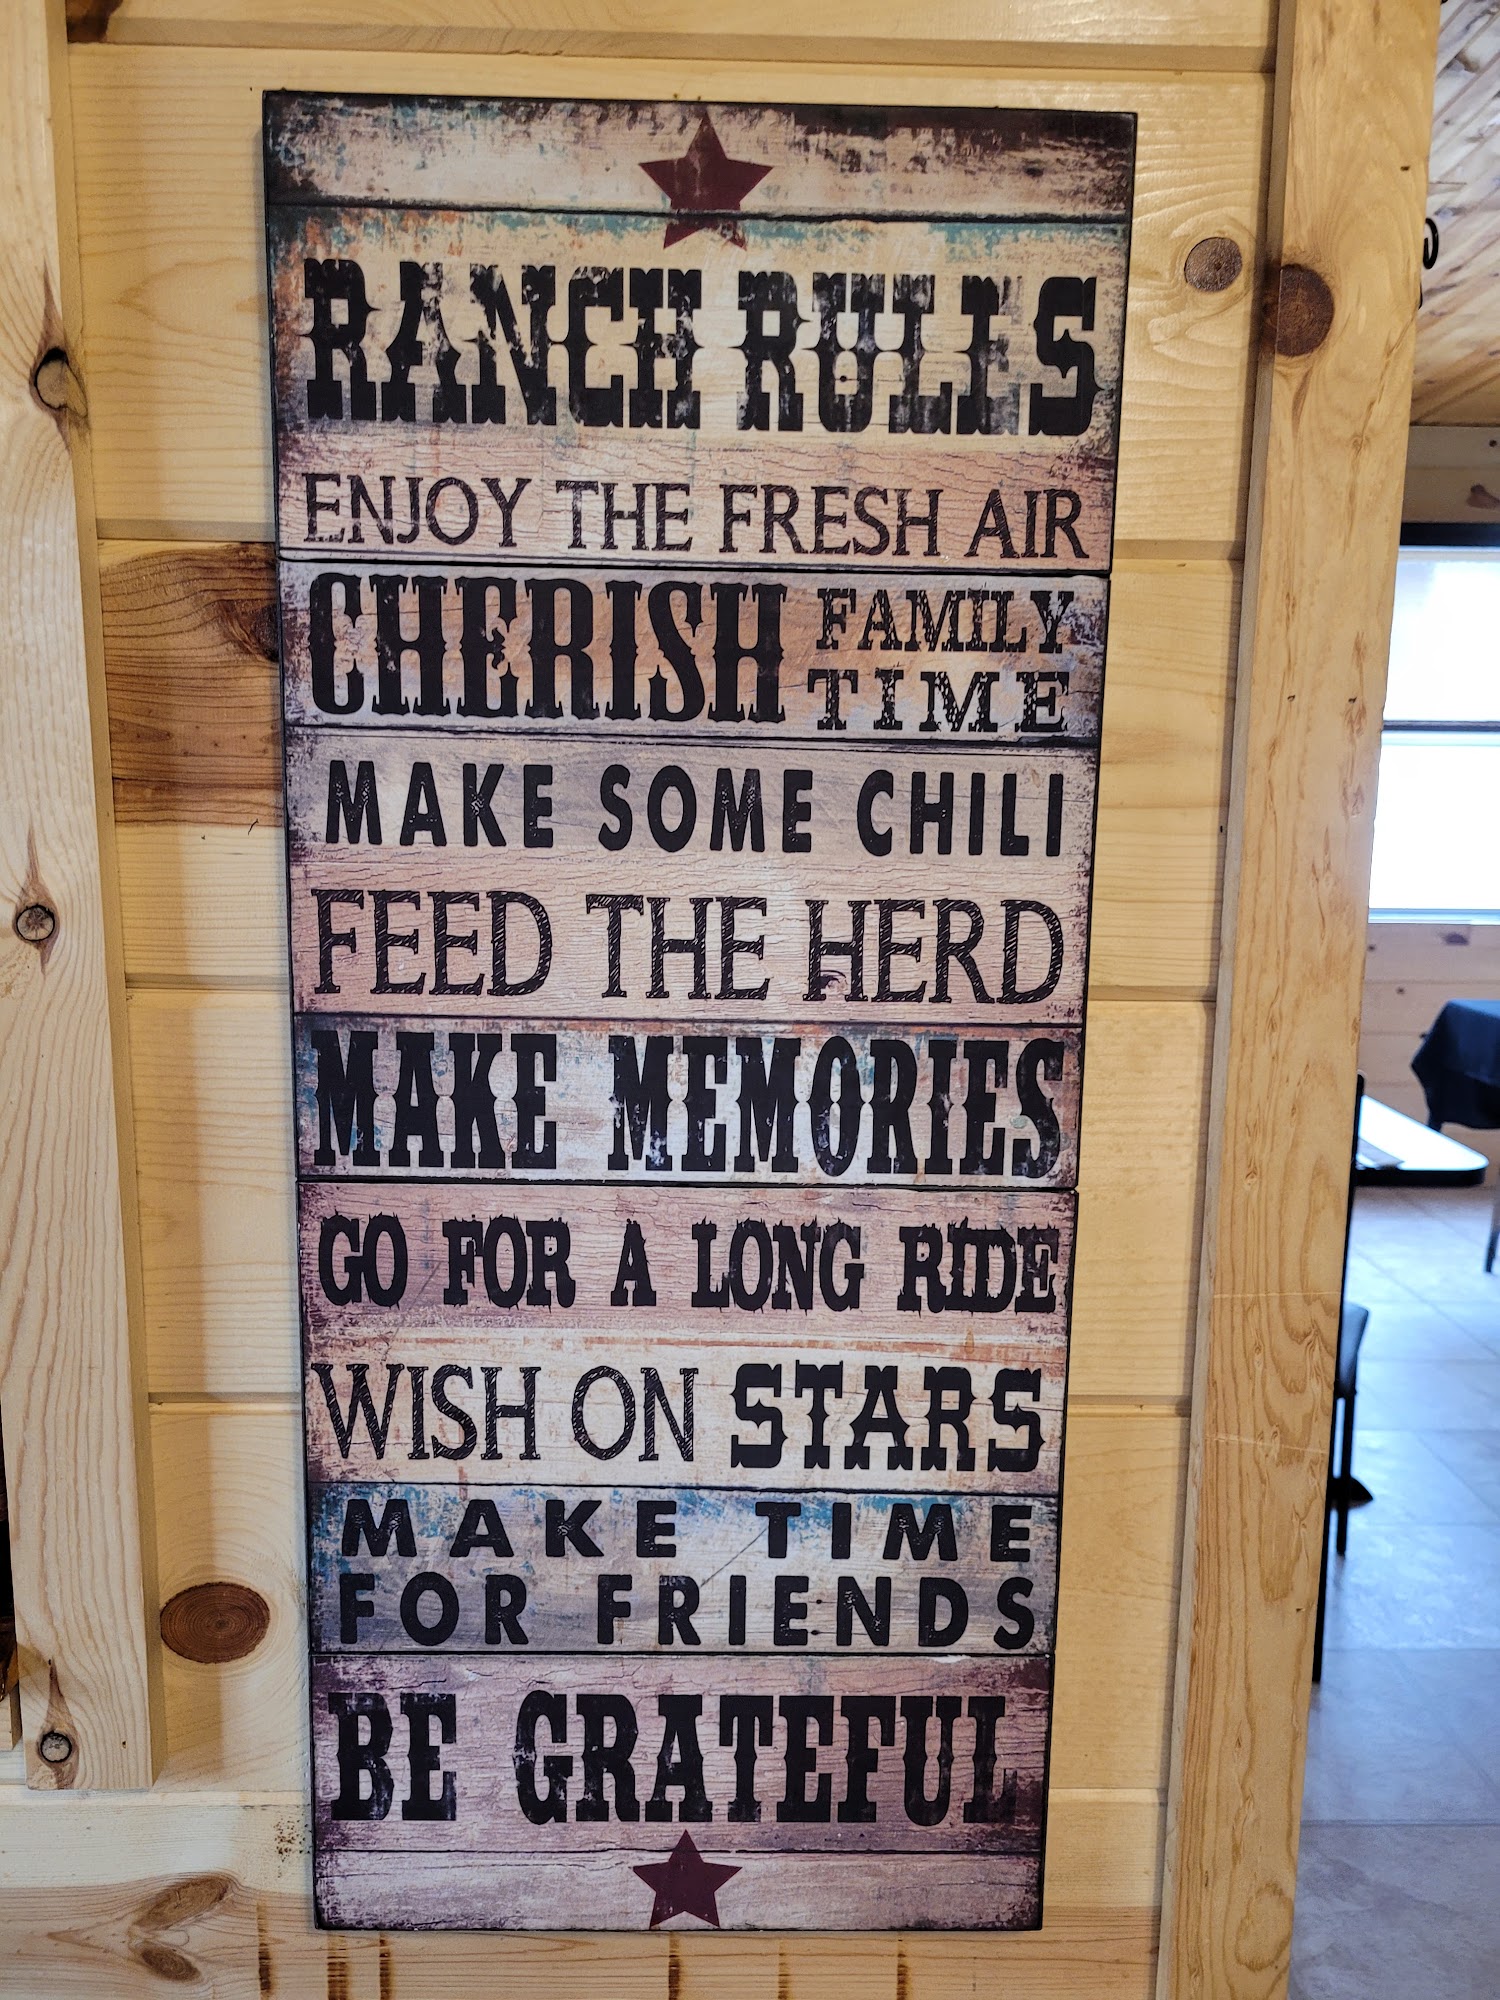 RANCH RULES
ENJOY THE FRESH AIR
CHERISH FAMILY
TIME
MAKE SOME CHILI
FEED THE HERD
MAKE MEMORIES
GO FOR A LONG RIDE
WISH ON STARS
MAKE TIME
FOR FRIENDS
BE GRATEFUL